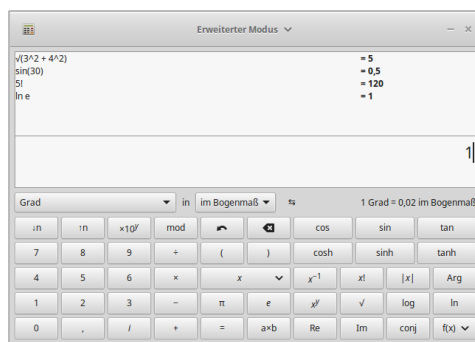 Erweiterter Modus
√(3^2 + 4^2) = 5
sin(30) = 0,5
5! = 120
ln e = 1
1
Grad in im Bogenmaß 1 Grad = 0,02 im Bogenmaß
↓n ↑n ×10ʸ mod cos sin tan
7 8 9 ÷ ( ) cosh sinh tanh
4 5 6 × x x⁻¹ x! |x| Arg
1 2 3 − π e xʸ √ log ln
0 , i + = a×b Re Im conj f(x)